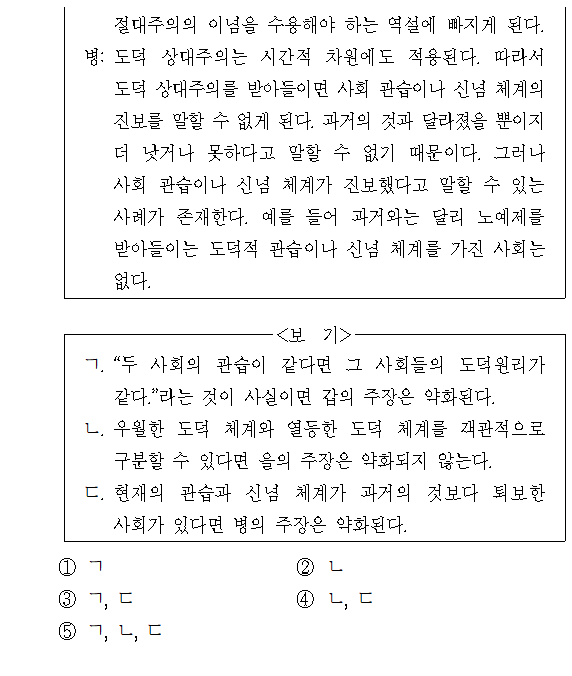 절대주의의 이념을 수용해야 하는 역설에 빠지게 된다.
병: 도덕 상대주의는 시간적 차원에도 적용된다. 따라서
도덕 상대주의를 받아들이면 사회 관습이나 신념 체계의
진보를 말할 수 없게 된다. 과거의 것과 달라졌을 뿐이지
더 낫거나 못하다고 말할 수 없기 때문이다. 그러나
사회 관습이나 신념 체계가 진보했다고 말할 수 있는
사례가 존재한다. 예를 들어 과거와는 달리 노예제를
받아들이는 도덕적 관습이나 신념 체계를 가진 사회는
없다.
<보 기>
ㄱ. “두 사회의 관습이 같다면 그 사회들의 도덕원리가
같다.”라는 것이 사실이면 갑의 주장은 약화된다.
ㄴ. 우월한 도덕 체계와 열등한 도덕 체계를 객관적으로
구분할 수 있다면 을의 주장은 약화되지 않는다.
ㄷ. 현재의 관습과 신념 체계가 과거의 것보다 퇴보한
사회가 있다면 병의 주장은 약화된다.
① ㄱ ② ㄴ
③ ㄱ, ㄷ ④ ㄴ, ㄷ
⑤ ㄱ, ㄴ, ㄷ